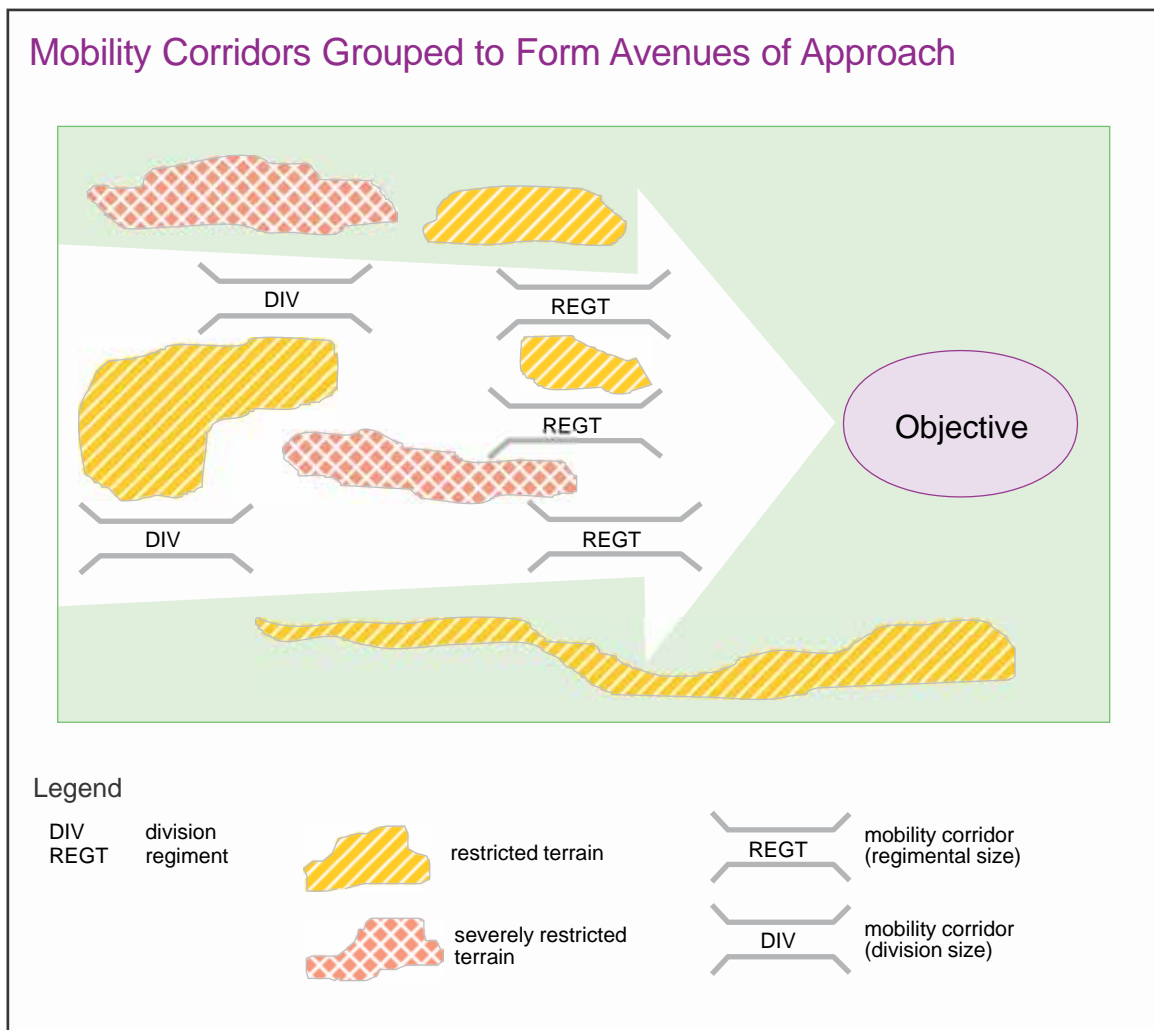 Mobility Corridors Grouped to Form Avenues of Approach
DIV
REGT
REGT
Objective
DIV
REGT
Legend
DIV division
REGT regiment
restricted terrain
severely restricted
terrain
REGT
mobility corridor
(regimental size)
DIV
mobility corridor
(division size)